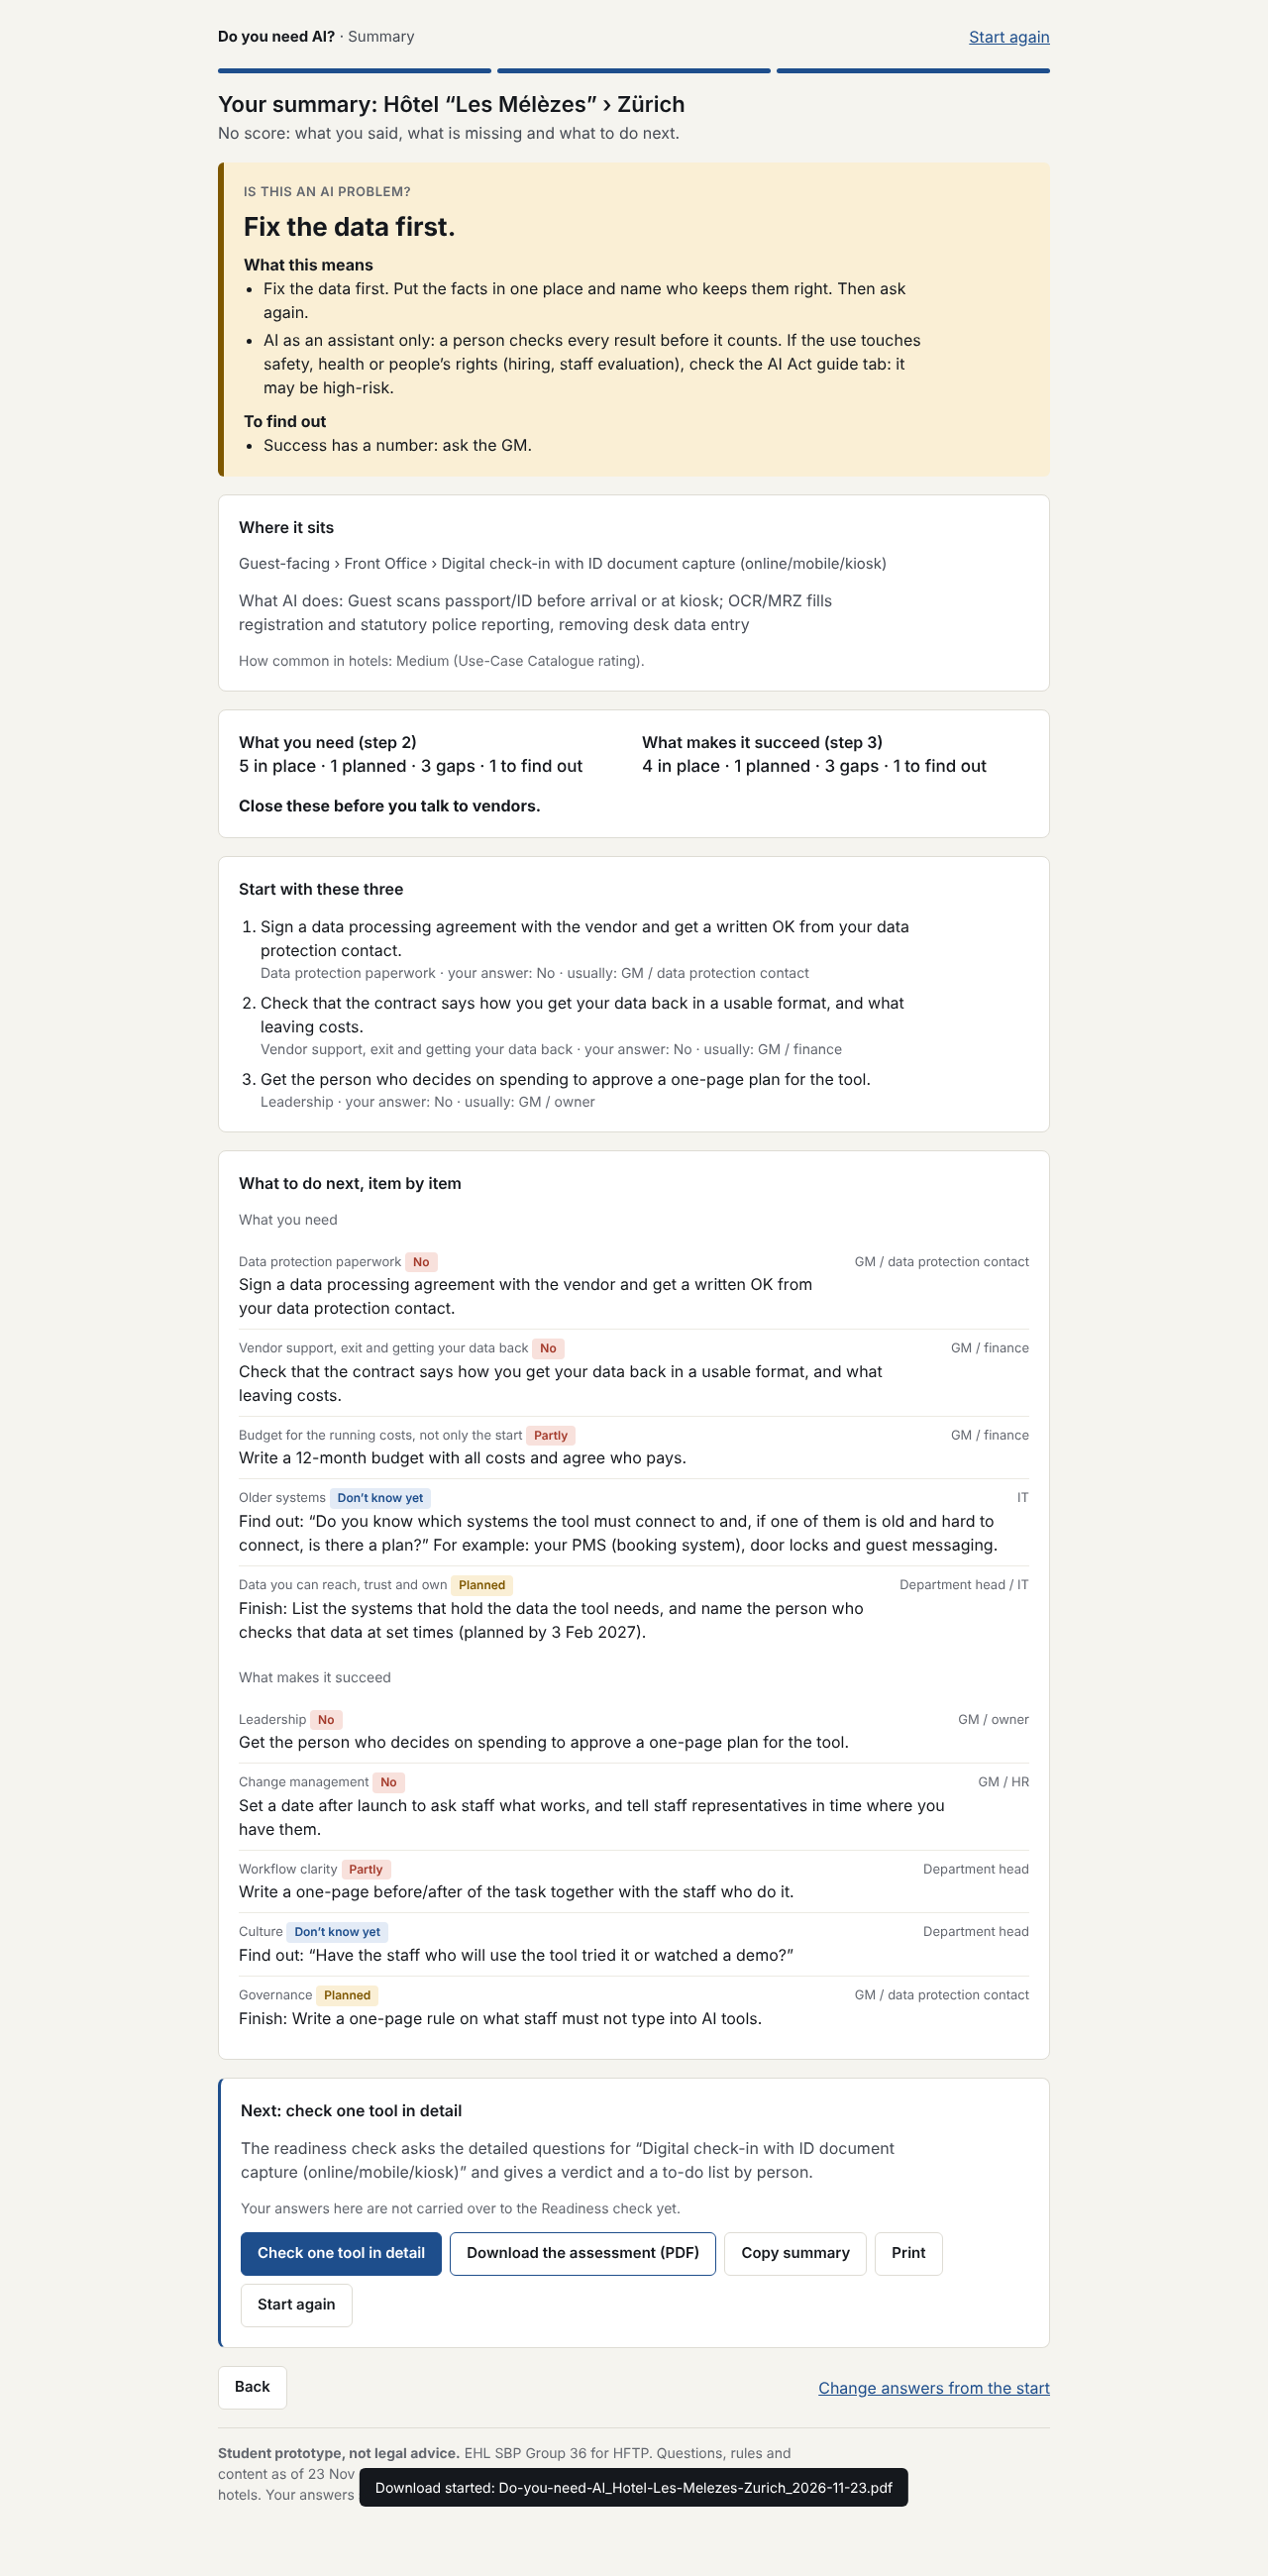 Do you need AI? · Summary
Start again
Your summary: Hôtel “Les Mélèzes” › Zürich
No score: what you said, what is missing and what to do next.
IS THIS AN AI PROBLEM?
Fix the data first.
What this means
• Fix the data first. Put the facts in one place and name who keeps them right. Then ask
again.
• AI as an assistant only: a person checks every result before it counts. If the use touches
safety, health or people’s rights (hiring, staff evaluation), check the AI Act guide tab: it
may be high-risk.
To find out
• Success has a number: ask the GM.
Where it sits
Guest-facing › Front Office › Digital check-in with ID document capture (online/mobile/kiosk)
What AI does: Guest scans passport/ID before arrival or at kiosk; OCR/MRZ fills
registration and statutory police reporting, removing desk data entry
How common in hotels: Medium (Use-Case Catalogue rating).
What you need (step 2)
5 in place · 1 planned · 3 gaps · 1 to find out
What makes it succeed (step 3)
4 in place · 1 planned · 3 gaps · 1 to find out
Close these before you talk to vendors.
Start with these three
1. Sign a data processing agreement with the vendor and get a written OK from your data
protection contact.
Data protection paperwork · your answer: No · usually: GM / data protection contact
2. Check that the contract says how you get your data back in a usable format, and what
leaving costs.
Vendor support, exit and getting your data back · your answer: No · usually: GM / finance
3. Get the person who decides on spending to approve a one-page plan for the tool.
Leadership · your answer: No · usually: GM / owner
What to do next, item by item
What you need
Data protection paperwork No
GM / data protection contact
Sign a data processing agreement with the vendor and get a written OK from
your data protection contact.
Vendor support, exit and getting your data back No
GM / finance
Check that the contract says how you get your data back in a usable format, and what
leaving costs.
Budget for the running costs, not only the start Partly
GM / finance
Write a 12-month budget with all costs and agree who pays.
Older systems Don’t know yet
IT
Find out: “Do you know which systems the tool must connect to and, if one of them is old and hard to
connect, is there a plan?” For example: your PMS (booking system), door locks and guest messaging.
Data you can reach, trust and own Planned
Department head / IT
Finish: List the systems that hold the data the tool needs, and name the person who
checks that data at set times (planned by 3 Feb 2027).
What makes it succeed
Leadership No
GM / owner
Get the person who decides on spending to approve a one-page plan for the tool.
Change management No
GM / HR
Set a date after launch to ask staff what works, and tell staff representatives in time where you
have them.
Workflow clarity Partly
Department head
Write a one-page before/after of the task together with the staff who do it.
Culture Don’t know yet
Department head
Find out: “Have the staff who will use the tool tried it or watched a demo?”
Governance Planned
GM / data protection contact
Finish: Write a one-page rule on what staff must not type into AI tools.
Next: check one tool in detail
The readiness check asks the detailed questions for “Digital check-in with ID document
capture (online/mobile/kiosk)” and gives a verdict and a to-do list by person.
Your answers here are not carried over to the Readiness check yet.
Check one tool in detail
Download the assessment (PDF)
Copy summary
Print
Start again
Back
Change answers from the start
Student prototype, not legal advice. EHL SBP Group 36 for HFTP. Questions, rules and
content as of 23 Nov
hotels. Your answers
Download started: Do-you-need-AI_Hotel-Les-Melezes-Zurich_2026-11-23.pdf